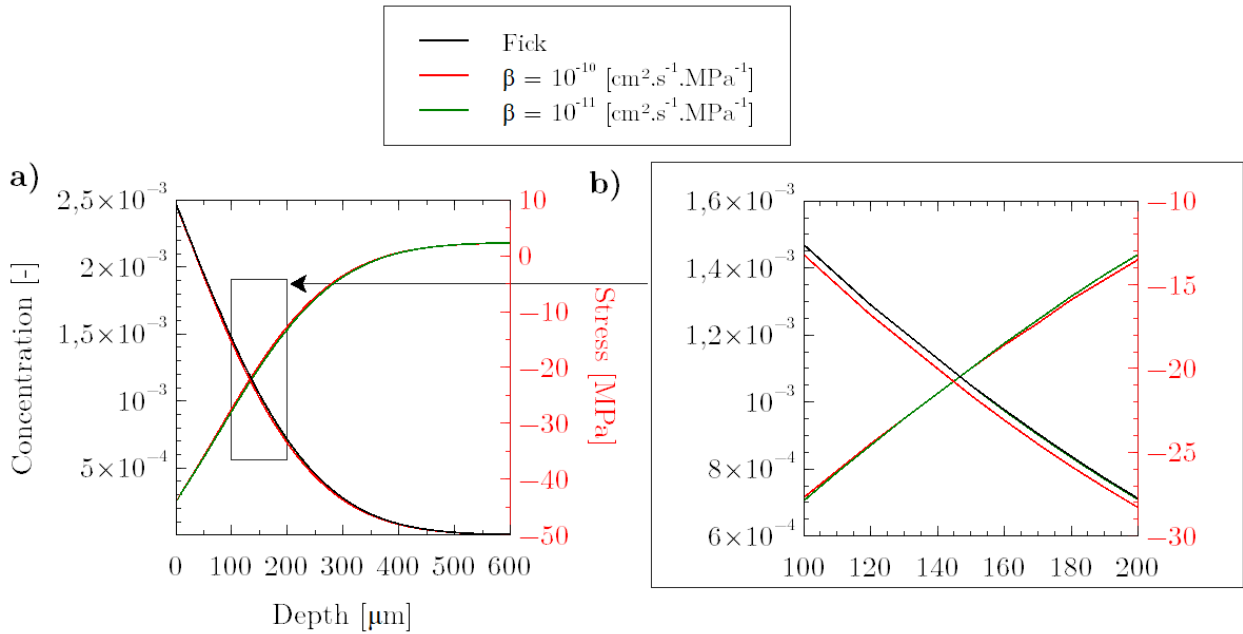 Fick
β = 10⁻¹⁰ [cm².s⁻¹.MPa⁻¹]
β = 10⁻¹¹ [cm².s⁻¹.MPa⁻¹]
a)
2,5×10⁻³
2×10⁻³
1,5×10⁻³
10⁻³
5×10⁻⁴
Concentration [-]
10
0
−10
−20
−30
−40
−50
Stress [MPa]
0 100 200 300 400 500 600
Depth [μm]
b)
1,6×10⁻³
1,4×10⁻³
1,2×10⁻³
10⁻³
8×10⁻⁴
6×10⁻⁴
−10
−15
−20
−25
−30
100 120 140 160 180 200